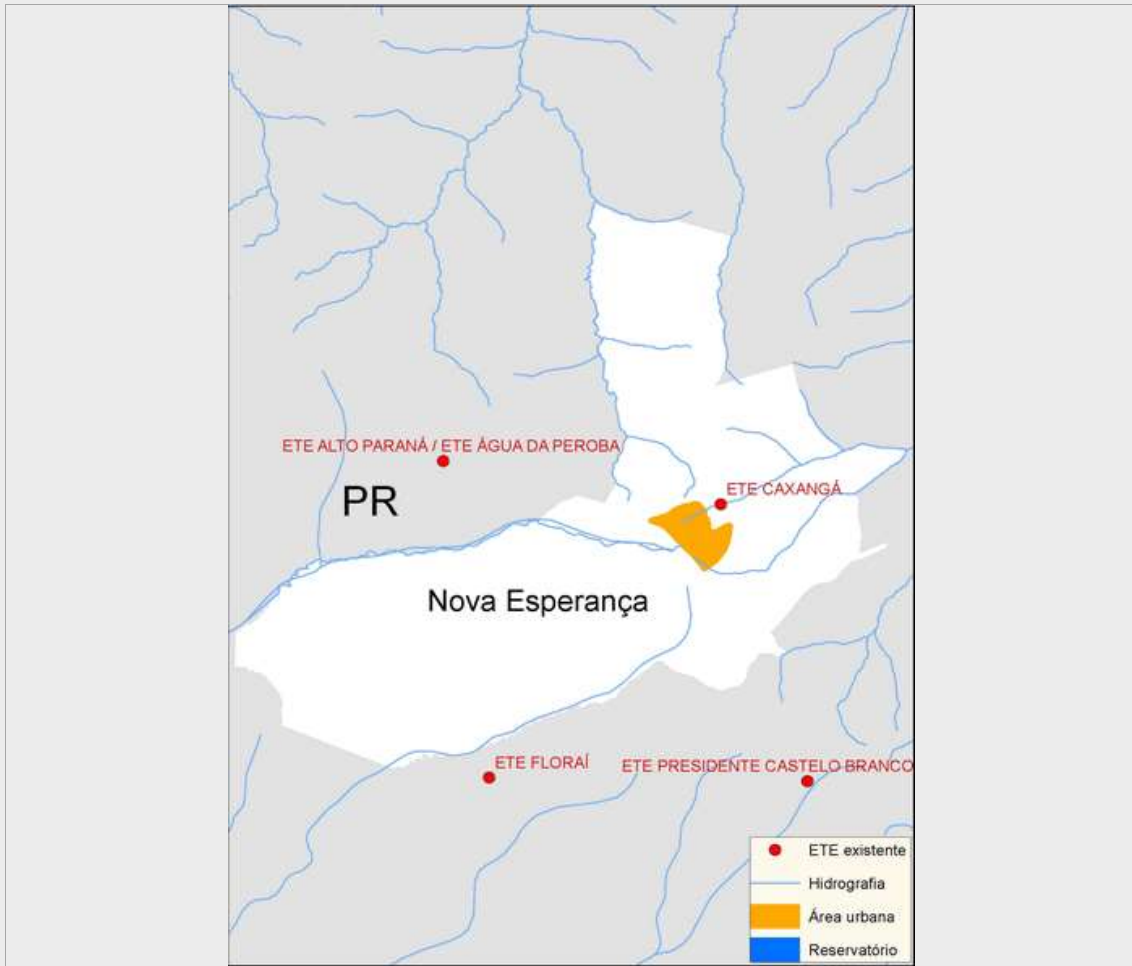 ETE ALTO PARANÁ / ETE ÁGUA DA PEROBA
PR
ETE CAXANGÁ
Nova Esperança
ETE FLORAÍ
ETE PRESIDENTE CASTELO BRANCO
ETE existente
Hidrografia
Área urbana
Reservatório